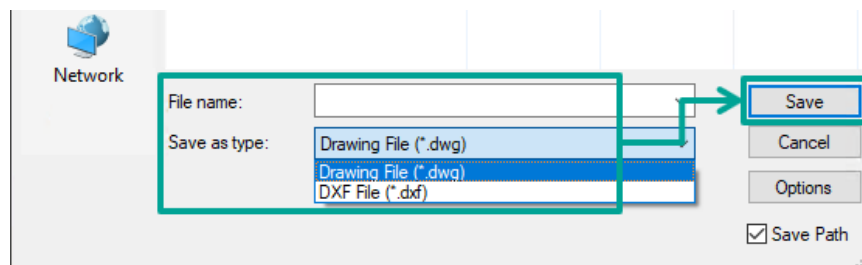 Network
File name:
Save
Save as type:
Drawing File (*.dwg)
Cancel
Drawing File (*.dwg)
DXF File (*.dxf)
Options
Save Path